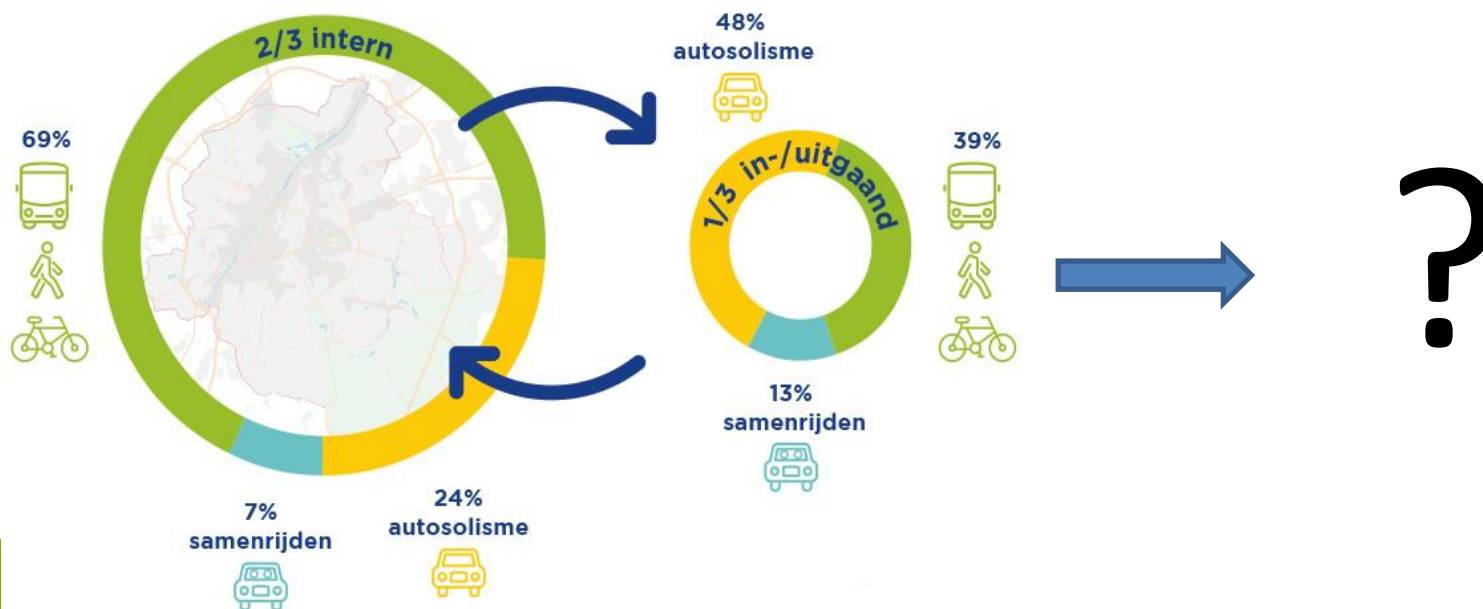 2/3 intern
69%
48%
autosolisme
1/3 in-/uitgaand
39%
?
13%
samenrijden
7%
samenrijden
24%
autosolisme